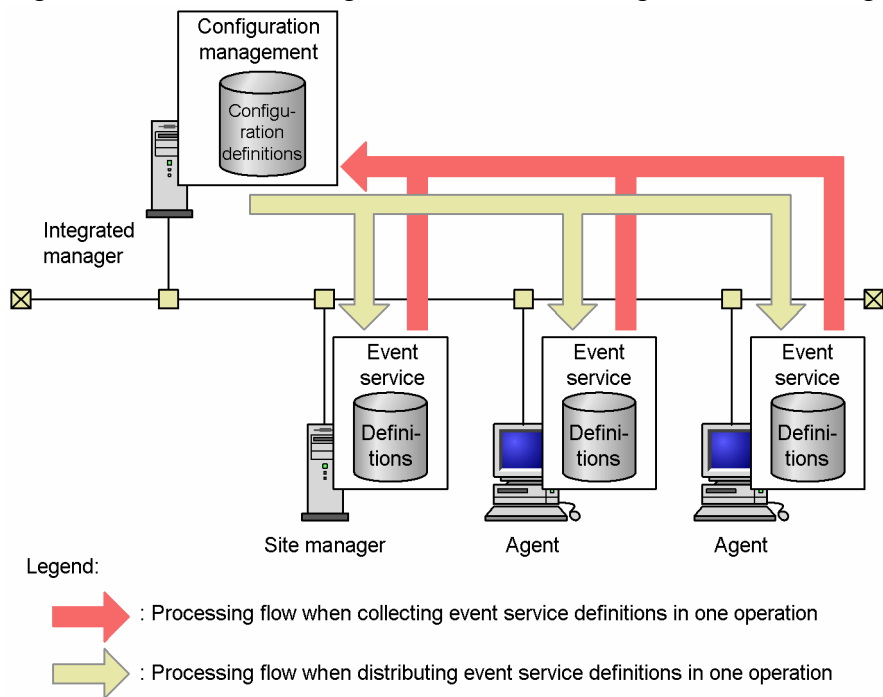 Configuration
management
Configu-
ration
definitions
Integrated
manager
Event
service
Defini-
tions
Event
service
Defini-
tions
Event
service
Defini-
tions
Site manager
Agent
Agent
Legend:
: Processing flow when collecting event service definitions in one operation
: Processing flow when distributing event service definitions in one operation